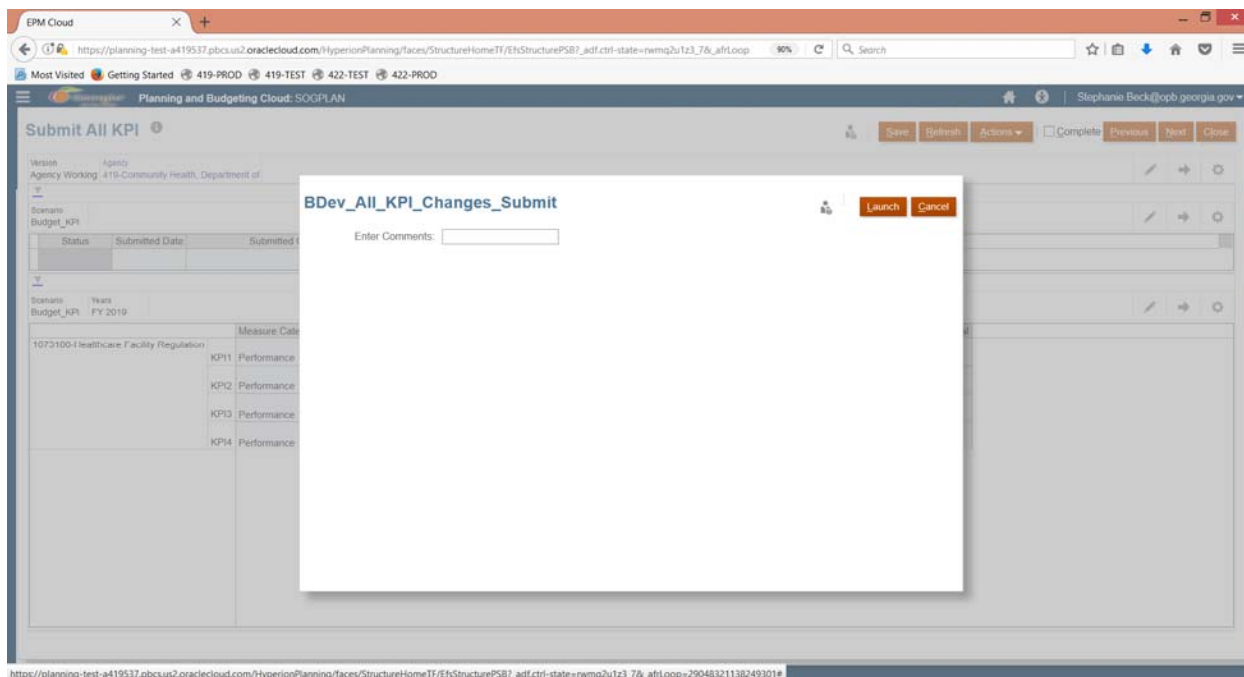 EPM Cloud
https://planning-test-a419537.pbcs.us2.oraclecloud.com/HyperionPlanning/faces/StructureHomeTF/EfsStructurePSB?_adf.ctrl-state=rwmq2u1z3_7&_afrLoop 90% Search
Most Visited Getting Started 419-PROD 419-TEST 422-TEST 422-PROD
Planning and Budgeting Cloud: SOGPLAN Stephanie Beck@opb.georgia.gov
Submit All KPI Save Refresh Actions Complete Previous Next Close
Version Agency
Agency Working 419-Community Health, Department of
BDev_All_KPI_Changes_Submit Launch Cancel
Scenario
Budget_KPI
Enter Comments:
Status Submitted Date Submitted
Scenario Years
Budget_KPI FY 2019
Measure Cate
1073100-Healthcare Facility Regulation
KPI1 Performance
KPI2 Performance
KPI3 Performance
KPI4 Performance
https://planning-test-a419537.pbcs.us2.oraclecloud.com/HyperionPlanning/faces/StructureHomeTF/EfsStructurePSB?_adf.ctrl-state=rwmq2u1z3_7&_afrLoop=29048321138249301#